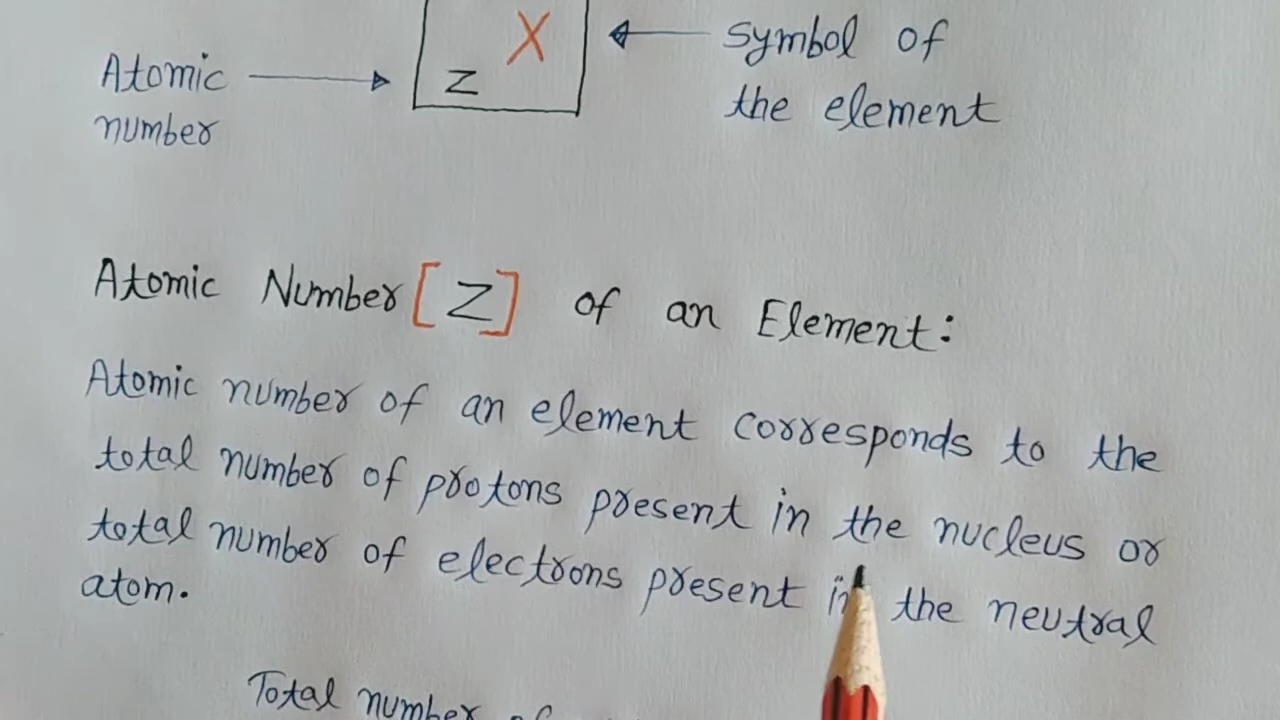 Atomic
number
Z
X
Symbol of
the element
Atomic Number [Z] of an Element:
Atomic number of an element corresponds to the
total number of protons present in the nucleus or
total number of electrons present in the neutral
atom.
Total number of